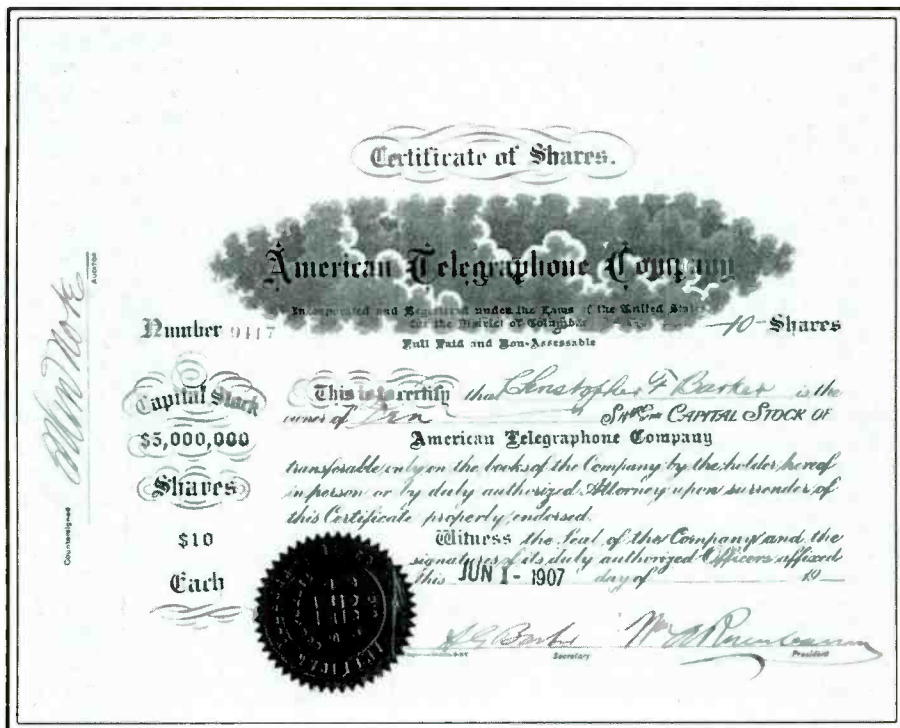 Certificate of Shares.
American Telegraphone Company
Incorporated and Registered under the Laws of the United States
for the District of Columbia
Number 9417
-10- Shares
Full Paid and Non-Assessable
Capital Stock
$5,000,000
Shares
$10
Each
This is to certify that Christopher F Barker is the
owner of Ten Shares CAPITAL STOCK OF
American Telegraphone Company
transferable only on the books of the Company by the holder hereof
in person or by duly authorized Attorney upon surrender of
this Certificate properly endorsed.
Witness the Seal of the Company and the
signatures of its duly authorized Officers affixed
this JUN 1 - 1907 day of 19
Secretary
President
Countersigned
AUDITOR